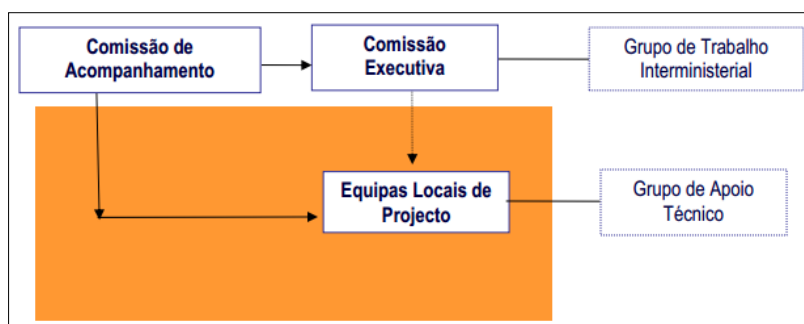 Comissão de
Acompanhamento
Comissão
Executiva
Grupo de Trabalho
Interministerial
Equipas Locais de
Projecto
Grupo de Apoio
Técnico